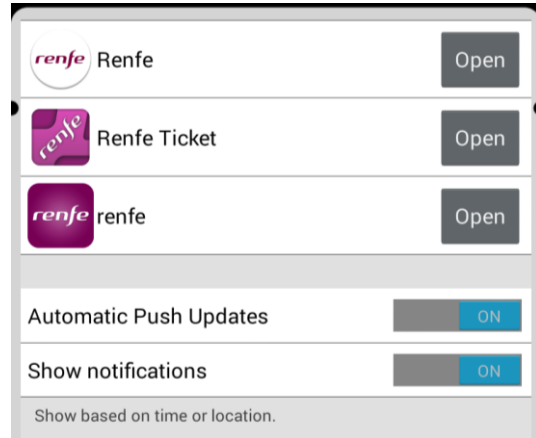 renfe Renfe Open
renfe Renfe Ticket Open
renfe renfe Open
Automatic Push Updates ON
Show notifications ON
Show based on time or location.